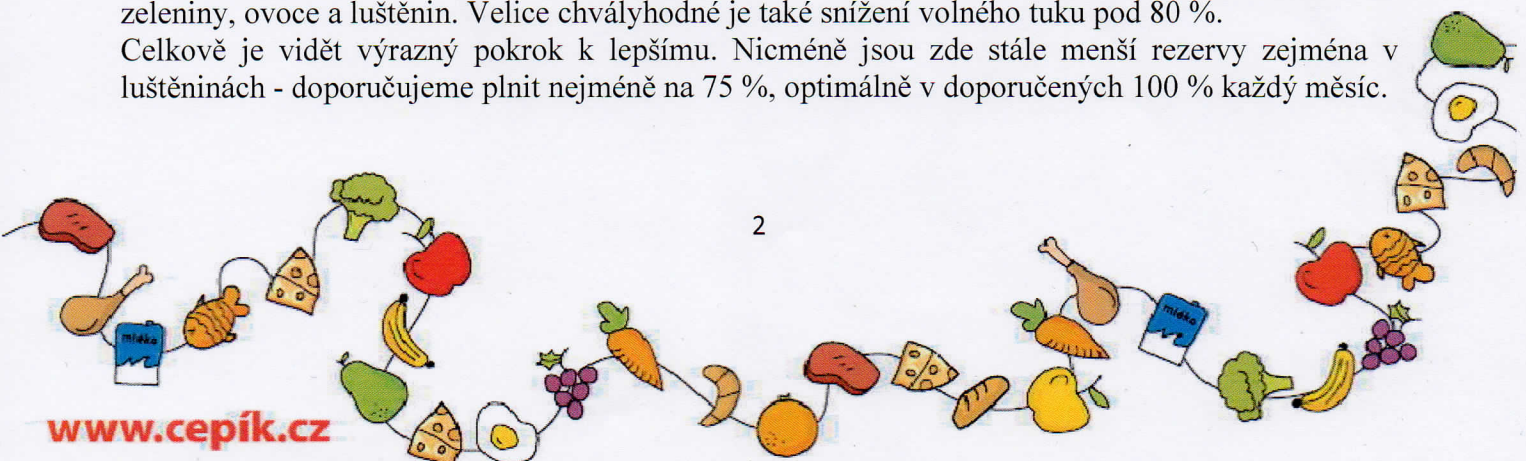 zeleniny, ovoce a luštěnin. Velice chvályhodné je také snížení volného tuku pod 80 %.
Celkově je vidět výrazný pokrok k lepšímu. Nicméně jsou zde stále menší rezervy zejména v
luštěninách - doporučujeme plnit nejméně na 75 %, optimálně v doporučených 100 % každý měsíc.
2
mléko
mléko
www.cepík.cz